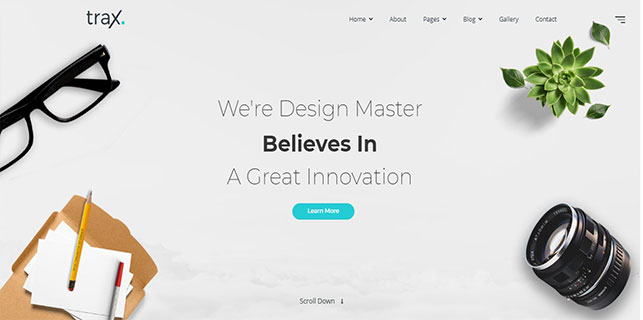 trax.
Home About Pages Blog Gallery Contact
We're Design Master
Believes In
A Great Innovation
Learn More
Scroll Down